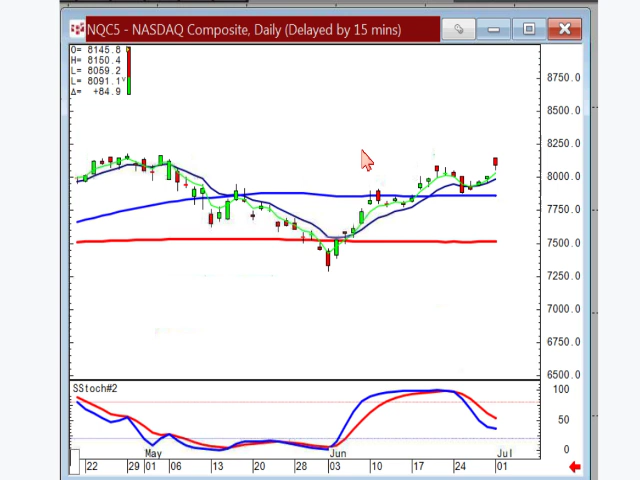 NQC5 - NASDAQ Composite, Daily (Delayed by 15 mins)
O= 8145.8
H= 8150.4
L= 8059.2
L= 8091.1v
Δ= +84.9
8750.0
8500.0
8250.0
8000.0
7750.0
7500.0
7250.0
7000.0
6750.0
6500.0
SStoch#2
100
50
0
May Jun Jul
22 29 01 06 13 20 28 03 10 17 24 01